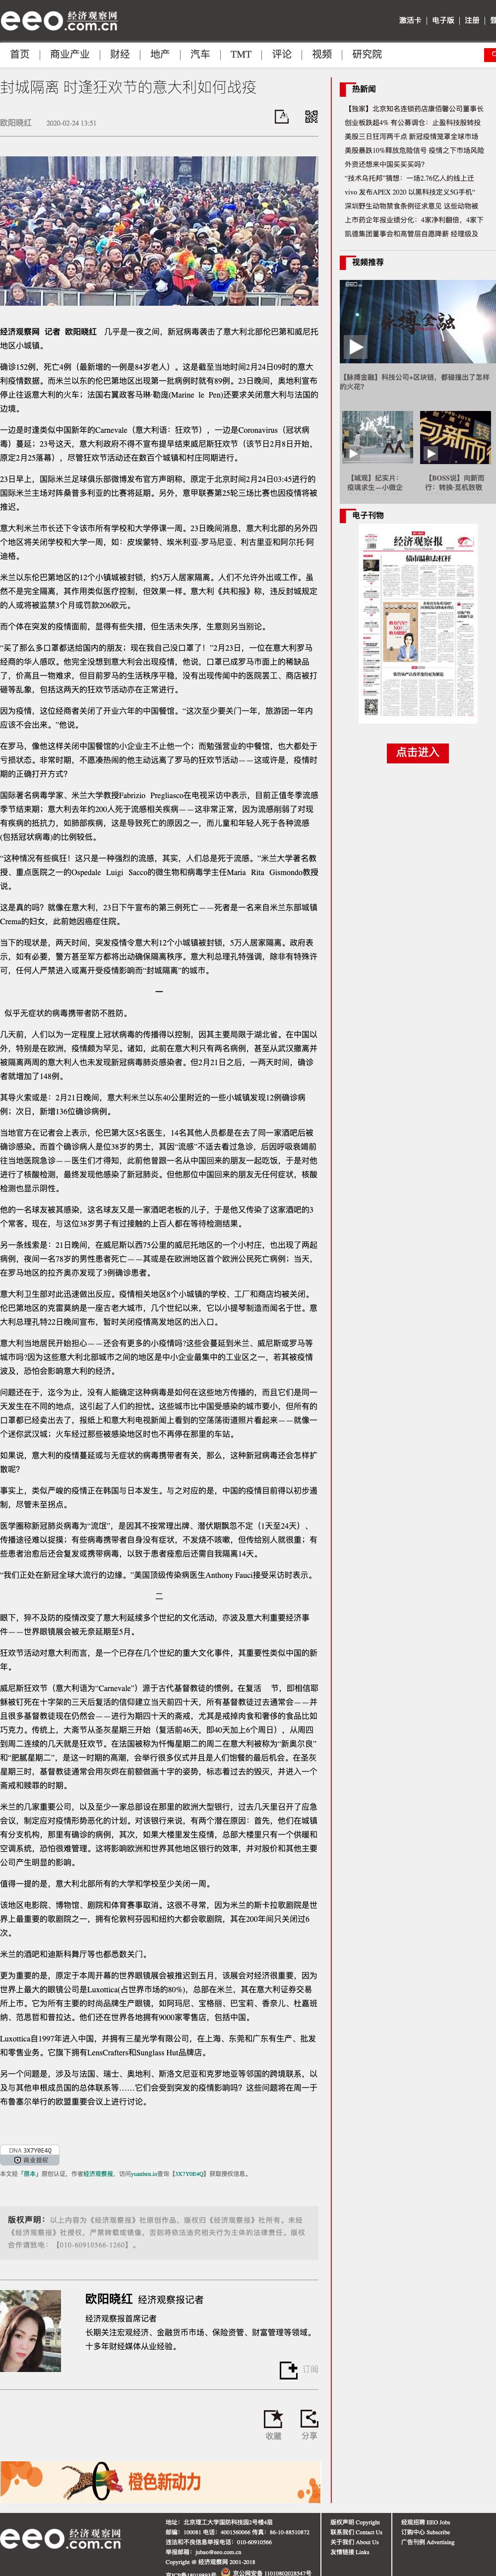 eeo 经济观察网
.com.cn
激活卡 | 电子版 | 注册 |
首页 | 商业产业 | 财经 | 地产 | 汽车 | TMT | 评论 | 视频 | 研究院
封城隔离 时逢狂欢节的意大利如何战疫
欧阳晓红 2020-02-24 13:51
经济观察网 记者 欧阳晓红 几乎是一夜之间，新冠病毒袭击了意大利北部伦巴第和威尼托
地区小城镇。
确诊152例，死亡4例（最新增的一例是84岁老人）。这是截至当地时间2月24日09时的意大
利疫情数据。而米兰以东的伦巴第地区出现第一批病例时就有89例。23日晚间，奥地利宣布
停止往返意大利的火车；法国右翼政客马琳·勒庞(Marine le Pen)还要求关闭意大利与法国的
边境。
一边是时逢类似中国新年的Carnevale（意大利语：狂欢节），一边是Coronavirus（冠状病
毒）蔓延；23号这天，意大利政府不得不宣布提早结束威尼斯狂欢节（该节日2月8日开始，
原定2月25落幕），尽管狂欢节活动还在数百个城镇和村庄同期进行。
23日早上，国际米兰足球俱乐部微博发布官方声明称，原定于北京时间2月24日03:45进行的
国际米兰主场对阵桑普多利亚的比赛将延期。另外，意甲联赛第25轮三场比赛也因疫情将被
推迟。
意大利米兰市长还下令该市所有学校和大学停课一周。23日晚间消息，意大利北部的另外四
个地区将关闭学校和大学一周，如：皮埃蒙特、埃米利亚-罗马尼亚、利古里亚和阿尔托·阿
迪格。
米兰以东伦巴第地区的12个小镇城被封锁，约5万人居家隔离。人们不允许外出或工作。虽
然不是完全隔离，其作用类似医疗控制，但效果一样。意大利《共和报》称，违反封城规定
的人或将被监禁3个月或罚款206欧元。
而个体在突发的疫情面前，显得有些失措，但生活未失序，生意则另当别论。
“买了那么多口罩都送给国内的朋友；现在我自己没口罩了！”2月23日，一位在意大利罗马
经商的华人感叹。他完全没想到意大利会出现疫情，他说，口罩已成罗马市面上的稀缺品
了，价高且一物难求，但目前罗马的生活秩序平稳，没有出现传闻中的医院罢工、商店被打
砸等乱象，包括这两天的狂欢节活动亦在正常进行。
因为疫情，这位经商者关闭了开业六年的中国餐馆。“这次至少要关门一年，旅游团一年内
应该不会出来。”他说。
在罗马，像他这样关闭中国餐馆的小企业主不止他一个；而勉强营业的中餐馆，也大都处于
亏损状态。非常时期，不愿凑热闹的他主动远离了罗马的狂欢节活动——这或许是，疫情时
期的正确打开方式？
国际著名病毒学家、米兰大学教授Fabrizio Pregliasco在电视采访中表示，目前正值冬季流感
季节结束期；意大利去年约200人死于流感相关疾病——这非常正常，因为流感削弱了对现
有疾病的抵抗力，如肺部疾病，这是导致死亡的原因之一，而儿童和年轻人死于各种流感
(包括冠状病毒)的比例较低。
“这种情况有些疯狂！这只是一种强烈的流感，其实，人们总是死于流感。”米兰大学著名教
授、重点医院之一的Ospedale Luigi Sacco的微生物和病毒学主任Maria Rita Gismondo教授
说。
这是真的吗？就像在意大利，23日下午宣布的第三例死亡——死者是一名来自米兰东部城镇
Crema的妇女，此前她因癌症住院。
当下的现状是，两天时间，突发疫情令意大利12个小城镇被封锁，5万人居家隔离。政府表
示，如有必要，警方甚至军方都将出动确保隔离秩序。意大利总理孔特强调，除非有特殊许
可，任何人严禁进入或离开受疫情影响而“封城隔离”的城市。
一
似乎无症状的病毒携带者防不胜防。
几天前，人们以为一定程度上冠状病毒的传播得以控制，因其主要局限于湖北省。在中国以
外，特别是在欧洲，疫情颇为罕见。诸如，此前在意大利只有两名病例，甚至从武汉撤离并
被隔离两周的意大利人也未发现新冠病毒肺炎感染者。但2月21日之后，一两天时间，确诊
者就增加了148例。
其导火索或是：2月21日晚间，意大利米兰以东40公里附近的一些小城镇发现12例确诊病
例；次日，新增136位确诊病例。
当地官方在记者会上表示，伦巴第大区5名医生，14名其他人员都是在去了同一家酒吧后被
确诊感染。而首个确诊病人是位38岁的男士，其因“流感”不适去看过急诊，后因呼吸衰竭前
往当地医院急诊——医生们才得知，此前他曾跟一名从中国回来的朋友一起吃饭，于是对他
进行了核酸检测，最终发现他感染了新冠肺炎。但他那位中国回来的朋友无任何症状，核酸
检测也显示阴性。
他的一名球友被其感染，这名球友又是一家酒吧老板的儿子，于是他又传染了这家酒吧的3
个常客。现在，与这位38岁男子有过接触的上百人都在等待检测结果。
另一条线索是：21日晚间，在威尼斯以西75公里的威尼托地区的一个小村庄，也出现了两起
病例，夜间一名78岁的男性患者死亡——其或是在欧洲地区首个欧洲公民死亡病例；当天，
在罗马地区的拉齐奥亦发现了3例确诊患者。
意大利卫生部对此迅速做出反应。疫情相关地区8个小城镇的学校、工厂和商店均被关闭。
伦巴第地区的克雷莫纳是一座古老大城市，几个世纪以来，它以小提琴制造而闻名于世。意
大利总理孔特22日晚间宣布，暂时关闭疫情高发地区的出入口。
意大利当地居民开始担心——还会有更多的小疫情吗?这些会蔓延到米兰、威尼斯或罗马等
城市吗?因为这些意大利北部城市之间的地区是中小企业最集中的工业区之一，若其被疫情
波及，恐怕会影响意大利的经济。
问题还在于，迄今为止，没有人能确定这种病毒是如何在这些地方传播的，而且它们是同一
天发生在不同的地点，这引起了人们的担忧。这些城市比中国受感染的城市要小，但所有的
口罩都已经卖出去了，报纸上和意大利电视新闻上看到的空荡荡街道照片看起来——就像一
个迷你武汉城；火车经过那些被感染地区时也不再停在那里的车站。
如果说，意大利的疫情蔓延或与无症状的病毒携带者有关，那么，这种新冠病毒还会怎样扩
散呢？
事实上，类似严峻的疫情正在韩国与日本发生。与之对应的是，中国的疫情目前得以初步遏
制，尽管未至拐点。
医学圈称新冠肺炎病毒为“流氓”，是因其不按常理出牌、潜伏期飘忽不定（1天至24天）、
传播途径难以捉摸；有些病毒携带者自身没有症状，不发烧不咳嗽，但传给别人就很重；有
些患者治愈后还会复发或携带病毒，以致于患者痊愈后还需自我隔离14天。
“我们正处在新冠全球大流行的边缘。”美国顶级传染病医生Anthony Fauci接受采访时表示。
二
眼下，猝不及防的疫情改变了意大利延续多个世纪的文化活动，亦波及意大利重要经济事
件——世界眼镜展会被无奈延期至5月。
狂欢节活动对意大利而言，是一个已存在几个世纪的重大文化事件，其重要性类似中国的新
年。
威尼斯狂欢节（意大利语为“Carnevale”）源于古代基督教徒的惯例。在复活 节，即相信耶
稣被钉死在十字架的三天后复活的信仰建立当天前四十天，所有基督教徒过去通常会——并
且很多基督教徒现在仍然会——进行为期四十天的斋戒，尤其是戒掉肉食和奢侈的食品比如
巧克力。传统上，大斋节从圣灰星期三开始（复活前46天，即40天加上6个周日），从周四
到周二连续的几天就是狂欢节。在法国被称为忏悔星期二的周二在意大利被称为“新奥尔良”
和“肥腻星期二”，是这一时期的高潮，会举行很多仪式并且是人们饱餐的最后机会。在圣灰
星期三时，基督教徒通常会用灰烬在前额做画十字的姿势，标志着过去的毁灭，并进入一个
斋戒和赎罪的时期。
米兰的几家重要公司，以及至少一家总部设在那里的欧洲大型银行，过去几天里召开了应急
会议，制定应对疫情形势恶化的计划。对该银行来说，有两个潜在原因：首先，他们在城镇
有分支机构，那里有确诊的病例，其次，如果大楼里发生疫情，总部大楼里只有一个供暖和
空调系统，恐怕很难管理。这将影响欧洲和世界其他地区银行的效率，并对股价和其他主要
公司产生明显的影响。
值得一提的是，意大利北部所有的大学和学校至少关闭一周。
该地区电影院、博物馆、剧院和体育赛事取消。这很不寻常，因为米兰的斯卡拉歌剧院是世
界上最重要的歌剧院之一，拥有伦敦柯芬园和纽约大都会歌剧院，其在200年间只关闭过6
次。
米兰的酒吧和迪斯科舞厅等也都悉数关门。
更为重要的是，原定于本周开幕的世界眼镜展会被推迟到五月，该展会对经济很重要，因为
世界上最大的眼镜公司是Luxottica(占世界市场的80%)，总部在米兰，其在意大利证券交易
所上市。它为所有主要的时尚品牌生产眼镜，如阿玛尼、宝格丽、巴宝莉、香奈儿、杜嘉班
纳、范思哲和普拉达。他们还在世界各地拥有9000家零售店，包括中国。
Luxottica自1997年进入中国，并拥有三星光学有限公司，在上海、东莞和广东有生产、批发
和零售业务。它旗下拥有LensCrafters和Sunglass Hut品牌店。
另一个问题是，涉及与法国、瑞士、奥地利、斯洛文尼亚和克罗地亚等邻国的跨境联系，以
及与其他申根成员国的总体联系等……它们会受到突发的疫情影响吗？这些问题将在周一于
布鲁塞尔举行的欧盟重要会议上进行讨论。
DNA 3X7Y0E4Q
商业授权
本文经「原本」原创认证，作者经济观察报，访问yuanben.io查询【3X7Y0E4Q】获取授权信息。
版权声明：以上内容为《经济观察报》社原创作品，版权归《经济观察报》社所有。未经
《经济观察报》社授权，严禁转载或镜像，否则将依法追究相关行为主体的法律责任。版权
合作请致电：【010-60910566-1260】。
欧阳晓红 经济观察报记者
经济观察报首席记者
长期关注宏观经济、金融货币市场、保险资管、财富管理等领域。
十多年财经媒体从业经验。
订阅
收藏 分享
橙色新动力
热新闻
【独家】北京知名连锁药店康佰馨公司董事长
创业板跌超4% 有公募调仓：止盈科技股转投
美股三日狂泻两千点 新冠疫情笼罩全球市场
美股暴跌10%释放危险信号 疫情之下市场风险
外资还想来中国买买买吗？
“技术乌托邦”猜想：一场2.76亿人的线上迁
vivo 发布APEX 2020 以黑科技定义5G手机“
深圳野生动物禁食条例征求意见 这些动物被
上市药企年报业绩分化：4家净利翻倍，4家下
凯德集团董事会和高管层自愿降薪 经理级及
视频推荐
eeo
脉搏金融
【脉搏金融】科技公司+区块链，都碰撞出了怎样
的火花？
【城观】纪实片：
疫境求生—小微企
【BOSS说】向新而
行：转换·觅机致敬
电子刊物
经济观察报
债市温和去杠杆
点击进入
eeo 经济观察网
.com.cn
地址：北京理工大学国防科技园2号楼4层
邮编：100081 电话：4001560066 传真：86-10-88510872
违法和不良信息举报电话：010-60910566
举报邮箱：jubao@eeo.com.cn
Copyright @ 经济观察网 2001-2018
京公网安备 11010802028547号
版权声明 Copyright
联系我们 Contact Us
关于我们 About Us
友情链接 Links
经观招聘 EEO Jobs
订购中心 Subscribe
广告刊例 Advertising